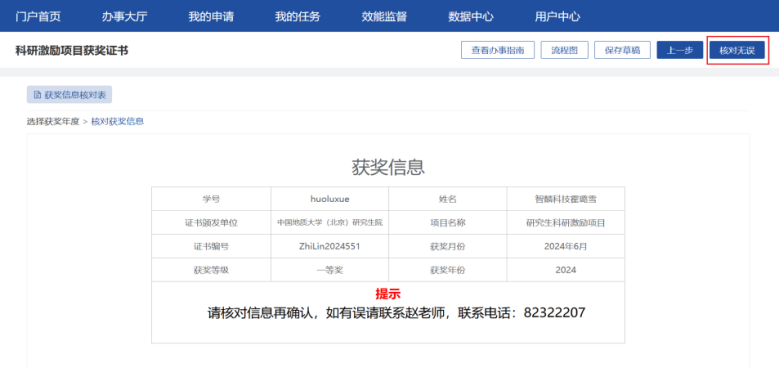 门户首页 办事大厅 我的申请 我的任务 效能监督 数据中心 用户中心
科研激励项目获奖证书 查看办事指南 流程图 保存草稿 上一步 核对无误
获奖信息核对表
选择获奖年度 > 核对获奖信息
获奖信息
学号 huoluxue 姓名 智麟科技霍璐雪
证书颁发单位 中国地质大学（北京）研究生院 项目名称 研究生科研激励项目
证书编号 ZhiLin2024551 获奖月份 2024年6月
获奖等级 一等奖 获奖年份 2024
提示
请核对信息再确认，如有误请联系赵老师，联系电话：82322207